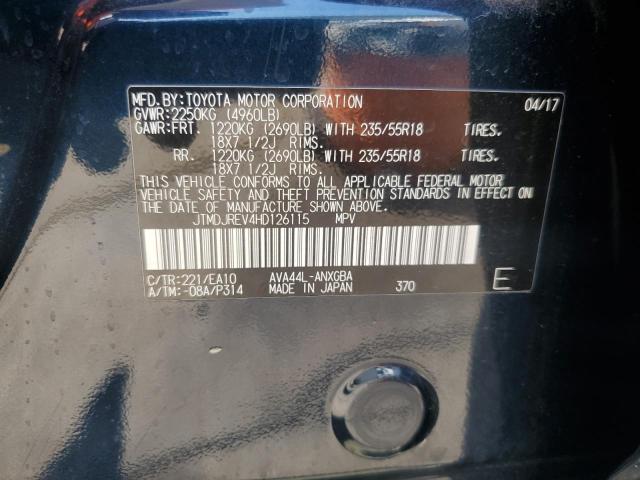 MFD.BY:TOYOTA MOTOR CORPORATION 04/17
GVWR:2250KG (4960LB)
GAWR:FRT. 1220KG (2690LB) WITH 235/55R18 TIRES.
18X7 1/2J RIMS.
RR. 1220KG (2690LB) WITH 235/55R18 TIRES.
18X7 1/2J RIMS.
THIS VEHICLE CONFORMS TO ALL APPLICABLE FEDERAL MOTOR
VEHICLE SAFETY AND THEFT PREVENTION STANDARDS IN EFFECT ON
THE DATE OF MANUFACTURE SHOWN ABOVE.
JTMDJREV4HD126115 MPV
C/TR:221/EA10 AVA44L-ANXGBA
A/TM:-08A/P314 MADE IN JAPAN 370 E